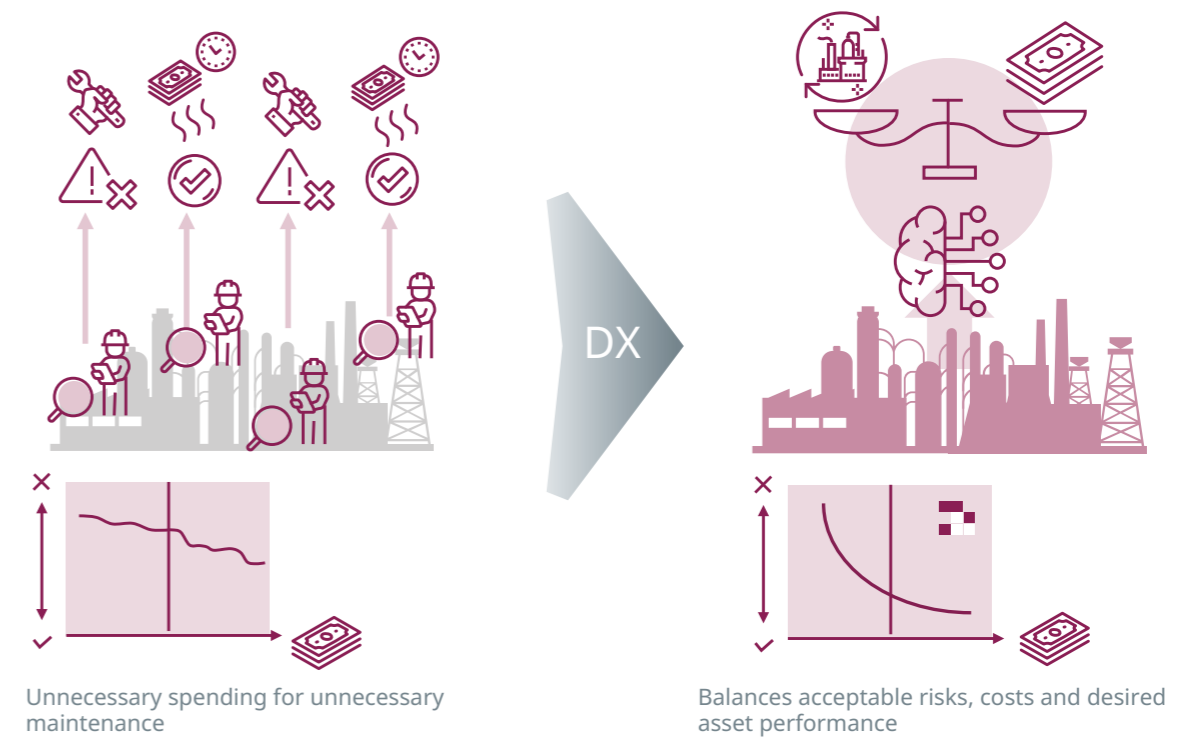 DX
Unnecessary spending for unnecessary
maintenance
Balances acceptable risks, costs and desired
asset performance